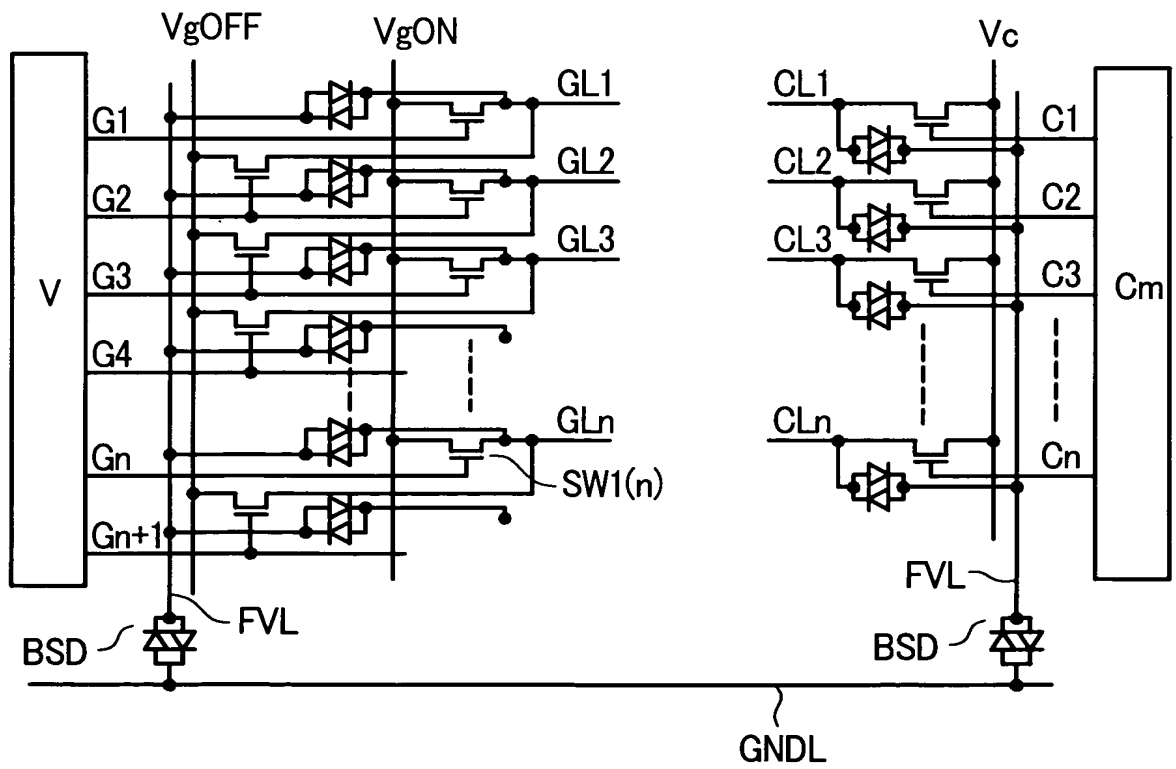 VgOFF
VgON
Vc
GL1
CL1
G1
C1
GL2
CL2
G2
C2
GL3
CL3
G3
C3
V
Cm
G4
GLn
CLn
Gn
Cn
SW1(n)
Gn+1
FVL
FVL
BSD
BSD
GNDL